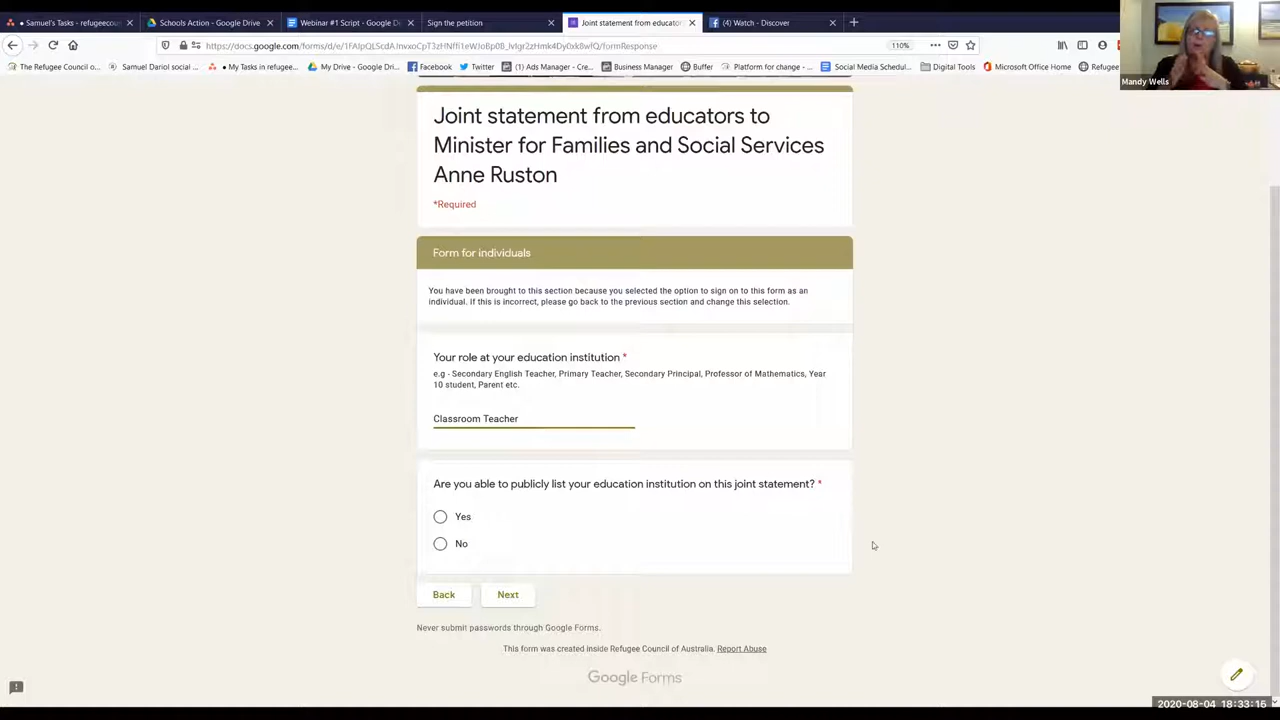 Samuel's Tasks - refugeecou
Schools Action - Google Drive
Webinar #1 Script - Google D
Sign the petition
Joint statement from educator
(4) Watch - Discover
110%
The Refugee Council o...
Samuel Dariol social ...
My Tasks in refugee...
My Drive - Google Dri...
Facebook
Twitter
(1) Ads Manager - Cre...
Business Manager
Buffer
Platform for change - ...
Social Media Schedul...
Digital Tools
Microsoft Office Home
Refugee
Mandy Wells
Joint statement from educators to
Minister for Families and Social Services
Anne Ruston
*Required
Form for individuals
You have been brought to this section because you selected the option to sign on to this form as an
individual. If this is incorrect, please go back to the previous section and change this selection.
Your role at your education institution *
e.g - Secondary English Teacher, Primary Teacher, Secondary Principal, Professor of Mathematics, Year
10 student, Parent etc.
Classroom Teacher
Are you able to publicly list your education institution on this joint statement? *
Yes
No
Back
Next
Never submit passwords through Google Forms.
This form was created inside Refugee Council of Australia. Report Abuse
Google Forms
2020-08-04 18:33:15